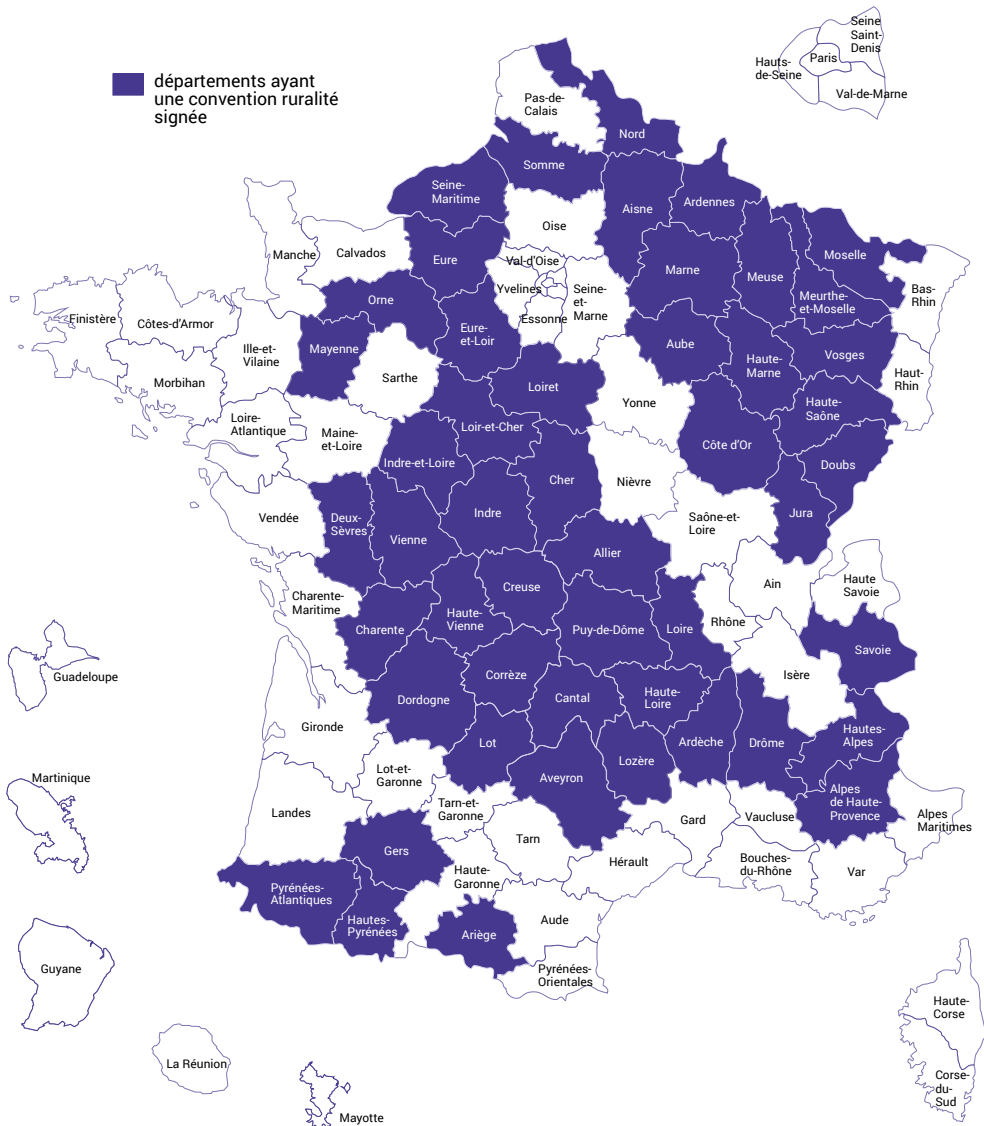 départements ayant
une convention ruralité
signée
Seine
Saint-
Denis
Paris
Hauts-
de-Seine
Val-de-Marne
Pas-de-
Calais
Nord
Somme
Seine-
Maritime
Aisne
Ardennes
Oise
Manche
Calvados
Eure
Val-d'Oise
Marne
Meuse
Moselle
Bas-
Rhin
Yvelines
Seine-
et-
Marne
Essonne
Meurthe-
et-Moselle
Orne
Finistère
Côtes-d'Armor
Ille-et-
Vilaine
Mayenne
Eure-
et-Loir
Aube
Haute-
Marne
Vosges
Haut-
Rhin
Morbihan
Sarthe
Loiret
Yonne
Haute-
Saône
Loire-
Atlantique
Maine-
et-Loire
Loir-et-Cher
Indre-et-Loire
Côte d'Or
Doubs
Cher
Nièvre
Vendée
Deux-
Sèvres
Vienne
Indre
Saône-et-
Loire
Jura
Allier
Charente-
Maritime
Creuse
Ain
Haute
Savoie
Charente
Haute-
Vienne
Puy-de-Dôme
Loire
Rhône
Savoie
Isère
Guadeloupe
Dordogne
Corrèze
Cantal
Haute-
Loire
Gironde
Lot
Ardèche
Drôme
Hautes-
Alpes
Lot-et-
Garonne
Aveyron
Lozère
Martinique
Landes
Tarn-et-
Garonne
Gard
Vaucluse
Alpes
de Haute-
Provence
Alpes
Maritimes
Gers
Tarn
Haute-
Garonne
Hérault
Bouches-
du-Rhône
Var
Pyrénées-
Atlantiques
Hautes-
Pyrénées
Ariège
Aude
Pyrénées-
Orientales
Guyane
Haute-
Corse
La Réunion
Corse-
du-
Sud
Mayotte